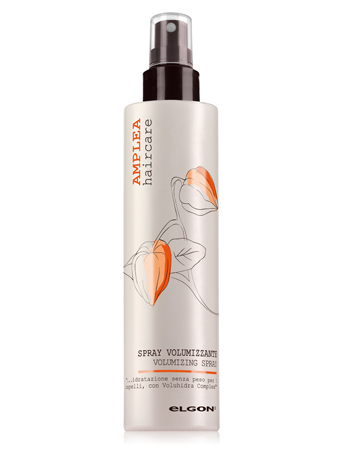 AMPLEA
haircare
SPRAY VOLUMIZZANTE
VOLUMIZING SPRAY
"...idratazione senza peso per i
capelli, con Voluhidra Complex"
eLGON